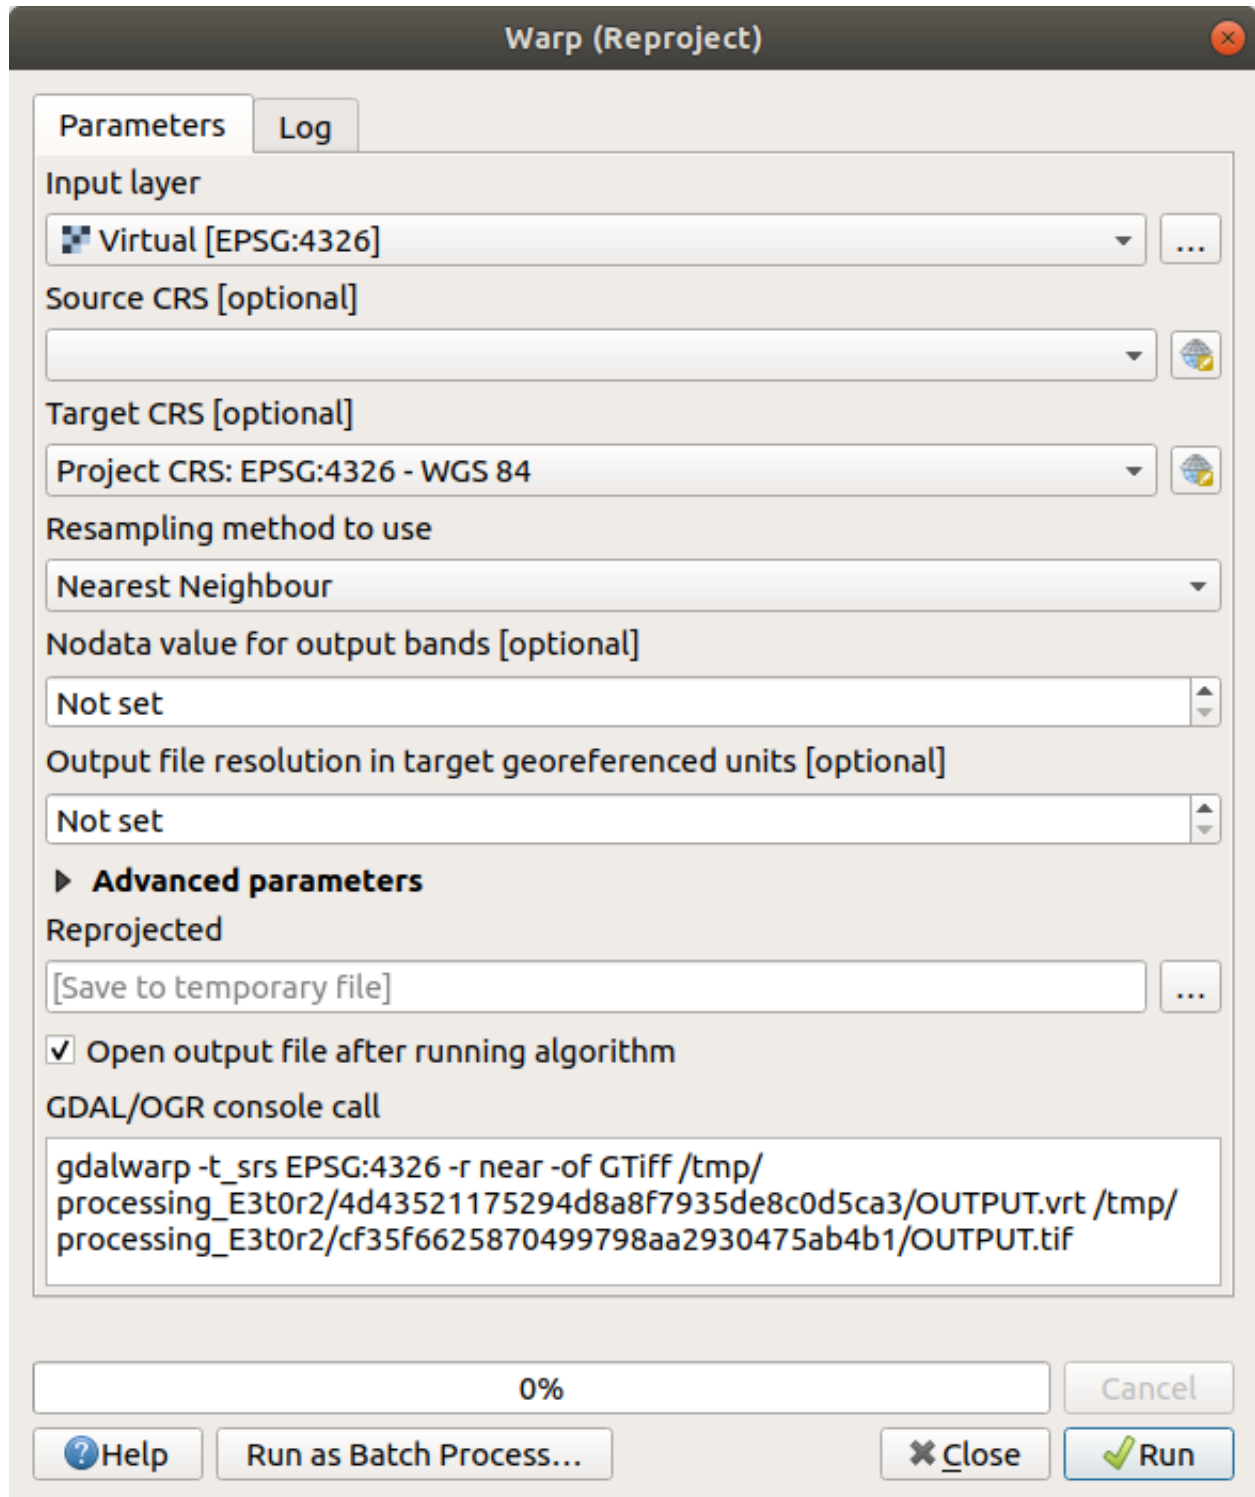 Warp (Reproject)
Parameters
Log
Input layer
Virtual [EPSG:4326]
...
Source CRS [optional]
Target CRS [optional]
Project CRS: EPSG:4326 - WGS 84
Resampling method to use
Nearest Neighbour
Nodata value for output bands [optional]
Not set
Output file resolution in target georeferenced units [optional]
Not set
Advanced parameters
Reprojected
[Save to temporary file]
...
Open output file after running algorithm
GDAL/OGR console call
gdalwarp -t_srs EPSG:4326 -r near -of GTiff /tmp/
processing_E3t0r2/4d43521175294d8a8f7935de8c0d5ca3/OUTPUT.vrt /tmp/
processing_E3t0r2/cf35f6625870499798aa2930475ab4b1/OUTPUT.tif
0%
Cancel
Help
Run as Batch Process...
Close
Run